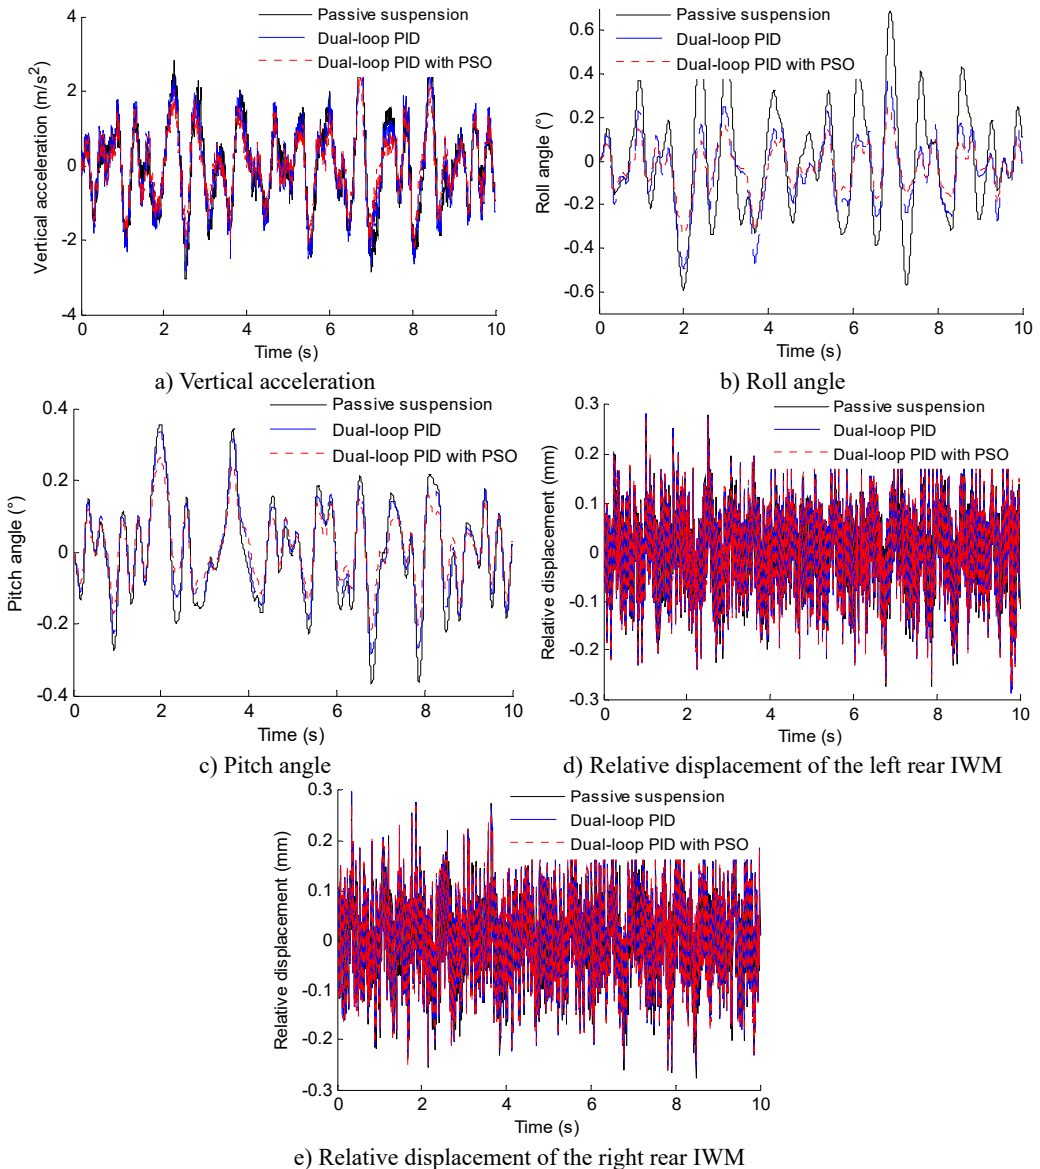 Passive suspension
Dual-loop PID
Dual-loop PID with PSO
4
2
0
-2
-4
Vertical acceleration (m/s²)
0 2 4 6 8 10
Time (s)
a) Vertical acceleration
Passive suspension
Dual-loop PID
Dual-loop PID with PSO
0.6
0.4
0.2
0
-0.2
-0.4
-0.6
Roll angle (°)
0 2 4 6 8 10
Time (s)
b) Roll angle
Passive suspension
Dual-loop PID
Dual-loop PID with PSO
0.4
0.2
0
-0.2
-0.4
Pitch angle (°)
0 2 4 6 8 10
Time (s)
c) Pitch angle
Passive suspension
Dual-loop PID
Dual-loop PID with PSO
0.3
0.2
0.1
0
-0.1
-0.2
-0.3
Relative displacement (mm)
0 2 4 6 8 10
Time (s)
d) Relative displacement of the left rear IWM
Passive suspension
Dual-loop PID
Dual-loop PID with PSO
0.3
0.2
0.1
0
-0.1
-0.2
-0.3
Relative displacement (mm)
0 2 4 6 8 10
Time (s)
e) Relative displacement of the right rear IWM